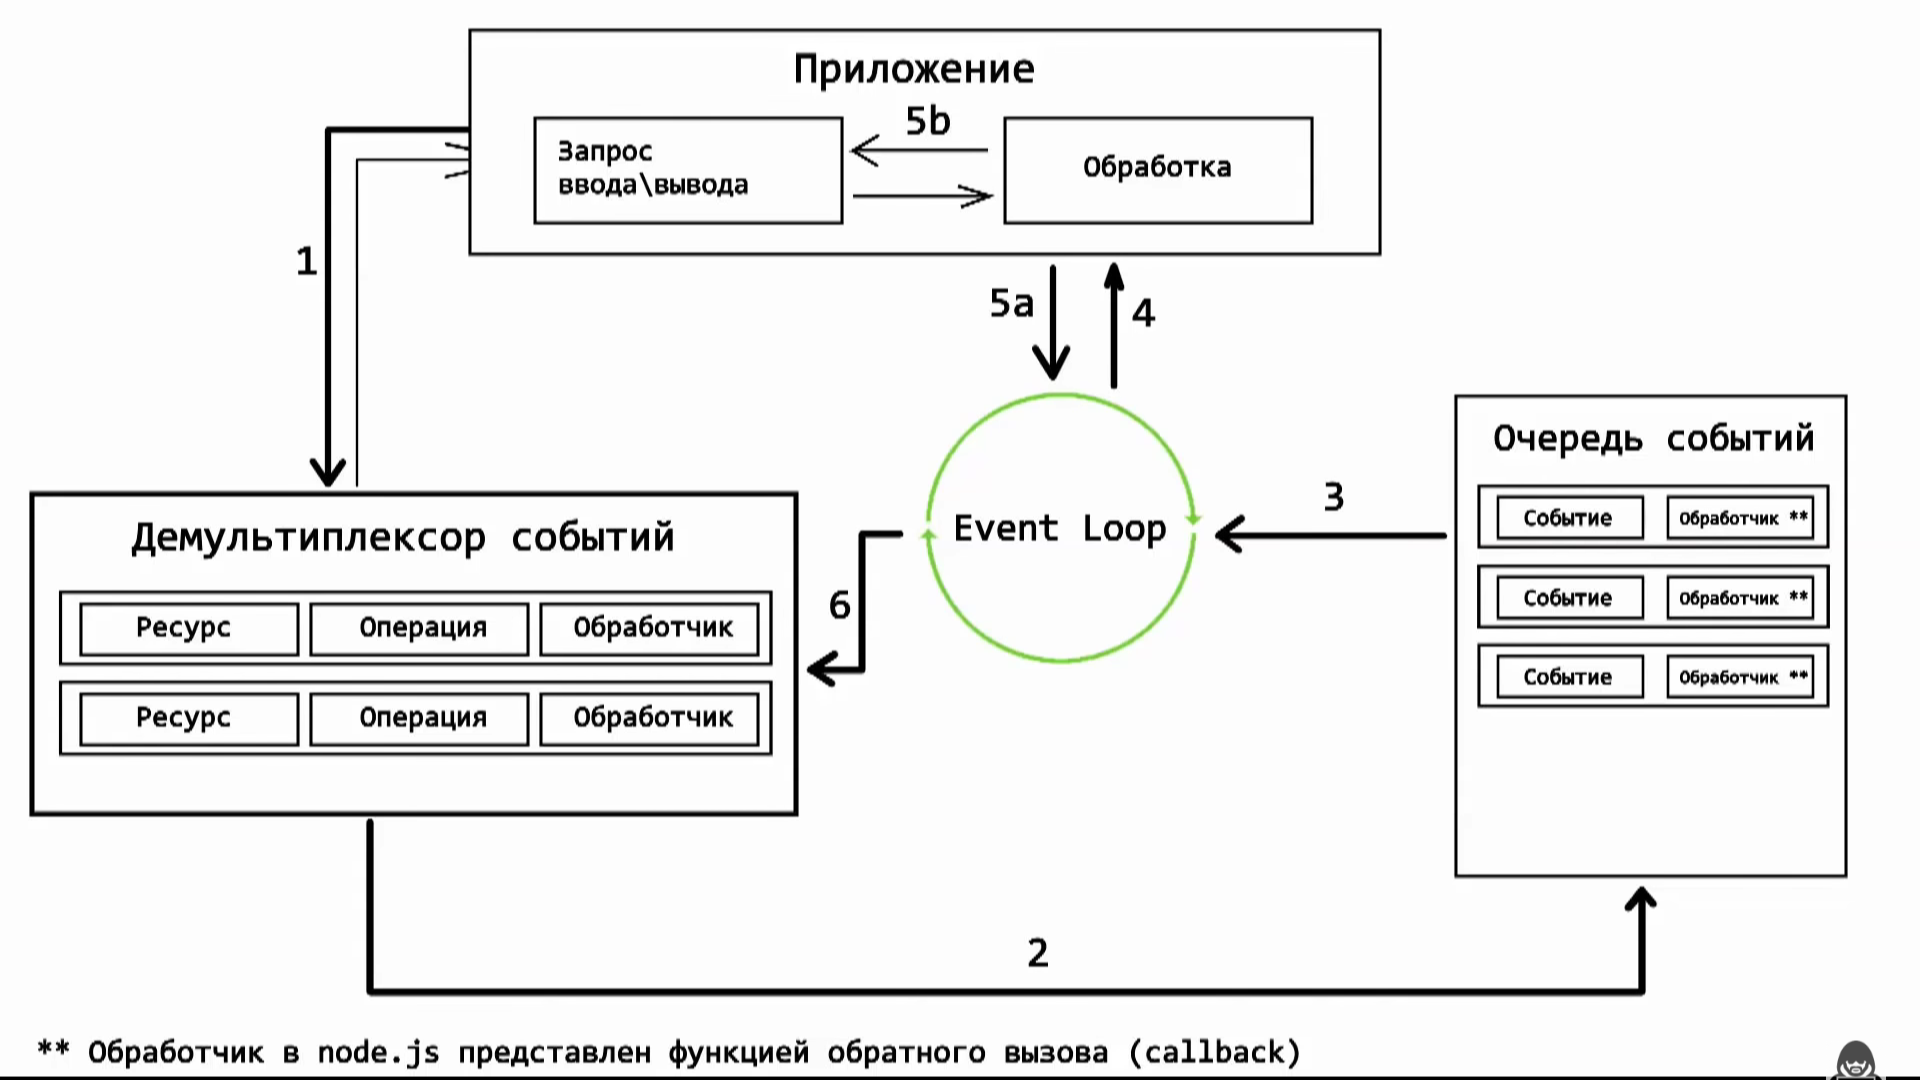 Приложение
5b
Запрос
ввода\вывода
Обработка
1
5a
4
Демультиплексор событий
Ресурс Операция Обработчик
Ресурс Операция Обработчик
6
Event Loop
3
Очередь событий
Событие Обработчик **
Событие Обработчик **
Событие Обработчик **
2
** Обработчик в node.js представлен функцией обратного вызова (callback)